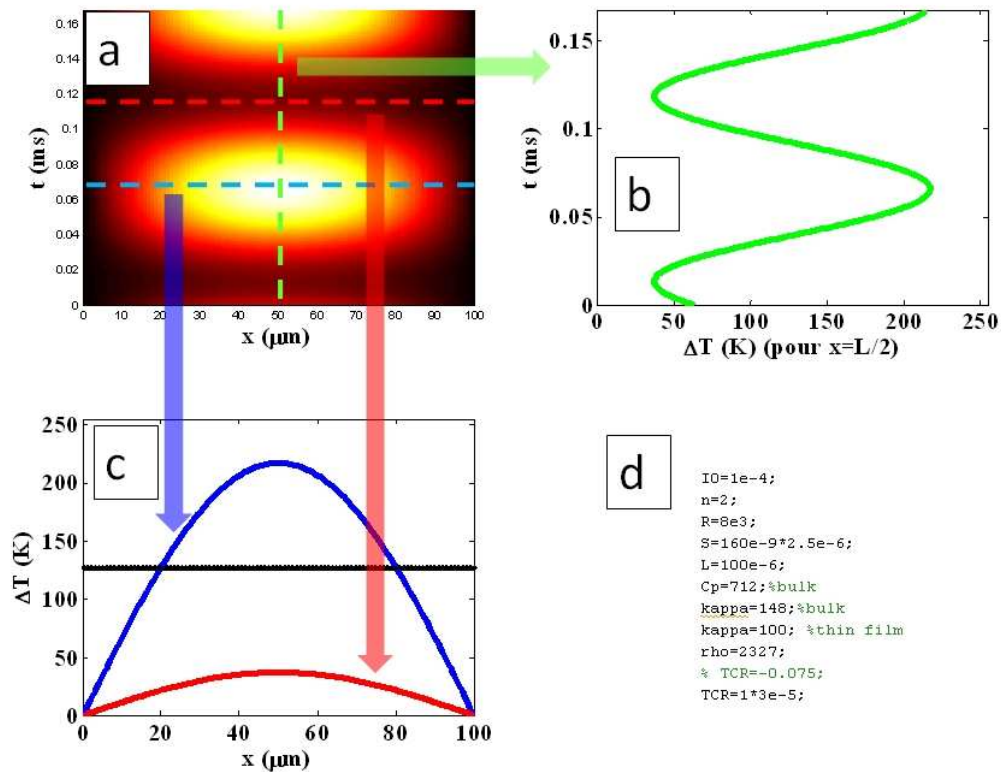 a
0.16
0.14
0.12
0.1
0.08
0.06
0.04
0.02
0
t (ms)
0 10 20 30 40 50 60 70 80 90 100
x (μm)
b
0.1
0.05
0
t (ms)
0 50 100 150 200 250
ΔT (K) (pour x=L/2)
c
250
200
150
100
50
0
ΔT (K)
0 20 40 60 80 100
x (μm)
d
IO=1e-4;
n=2;
R=8e3;
S=160e-9*2.5e-6;
L=100e-6;
Cp=712;%bulk
kappa=148;%bulk
kappa=100; %thin film
rho=2327;
% TCR=-0.075;
TCR=1*3e-5;